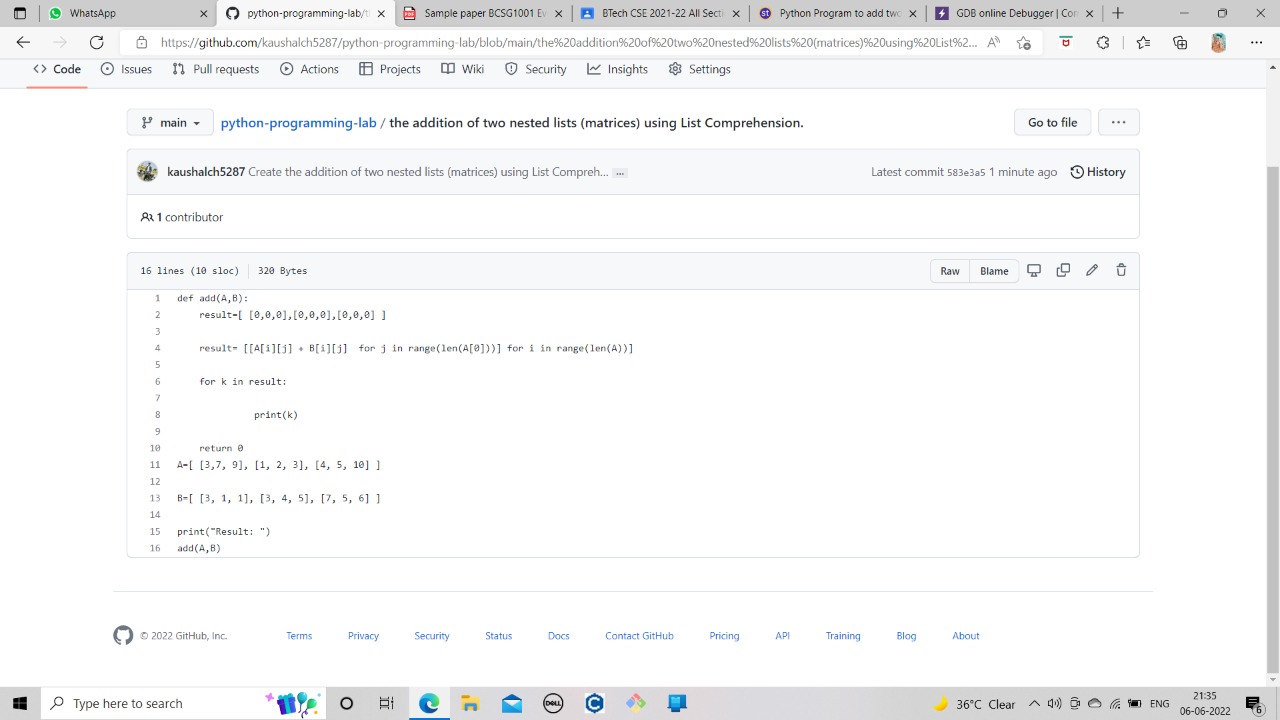 WhatsApp
python-programming-lab/t
Sample paper BCSG1001 E
BTech CSE 2021-22 All Sect
Python Program to add two
GDB online Debugger | Co
https://github.com/kaushalch5287/python-programming-lab/blob/main/the%20addition%20of%20two%20nested%20lists%20(matrices)%20using%20List%2...
Code Issues Pull requests Actions Projects Wiki Security Insights Settings
main python-programming-lab / the addition of two nested lists (matrices) using List Comprehension. Go to file ...
kaushalch5287 Create the addition of two nested lists (matrices) using List Compreh... ... Latest commit 583e3a5 1 minute ago History
1 contributor
16 lines (10 sloc) 320 Bytes Raw Blame
1 def add(A,B):
2 result=[ [0,0,0],[0,0,0],[0,0,0] ]
3
4 result= [[A[i][j] + B[i][j]  for j in range(len(A[0]))] for i in range(len(A))]
5
6 for k in result:
7
8 print(k)
9
10 return 0
11 A=[ [3,7, 9], [1, 2, 3], [4, 5, 10] ]
12
13 B=[ [3, 1, 1], [3, 4, 5], [7, 5, 6] ]
14
15 print("Result: ")
16 add(A,B)
© 2022 GitHub, Inc. Terms Privacy Security Status Docs Contact GitHub Pricing API Training Blog About
Type here to search
DELL
36°C Clear
ENG
21:35
06-06-2022
6